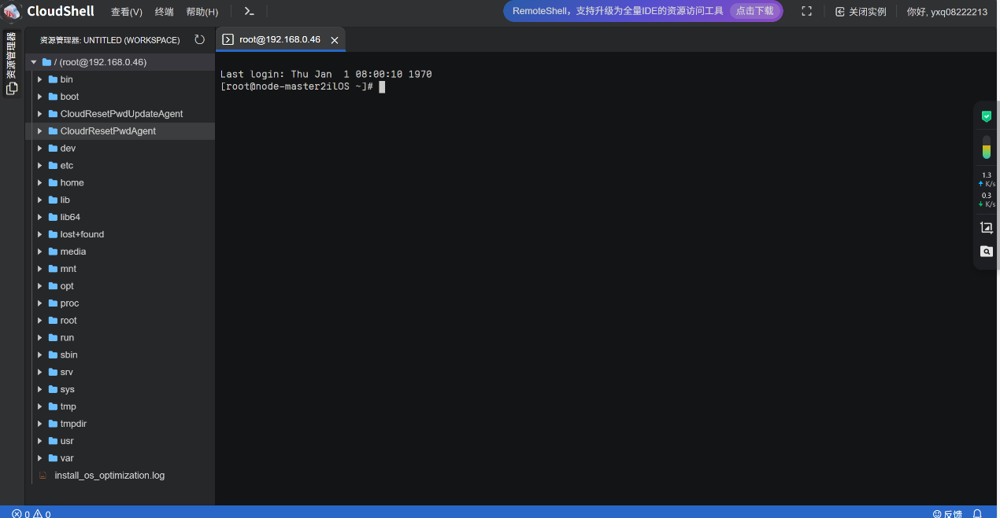 CloudShell 查看(V) 终端 帮助(H) RemoteShell，支持升级为全量IDE的资源访问工具 点击下载 关闭实例 你好, yxq08222213
资源管理器
资源管理器: UNTITLED (WORKSPACE)
/ (root@192.168.0.46)
bin
boot
CloudResetPwdUpdateAgent
CloudrResetPwdAgent
dev
etc
home
lib
lib64
lost+found
media
mnt
opt
proc
root
run
sbin
srv
sys
tmp
tmpdir
usr
var
install_os_optimization.log
root@192.168.0.46
Last login: Thu Jan  1 08:00:10 1970
[root@node-master2ilOS ~]#
1.3
K/s
0.3
K/s
0 0 反馈